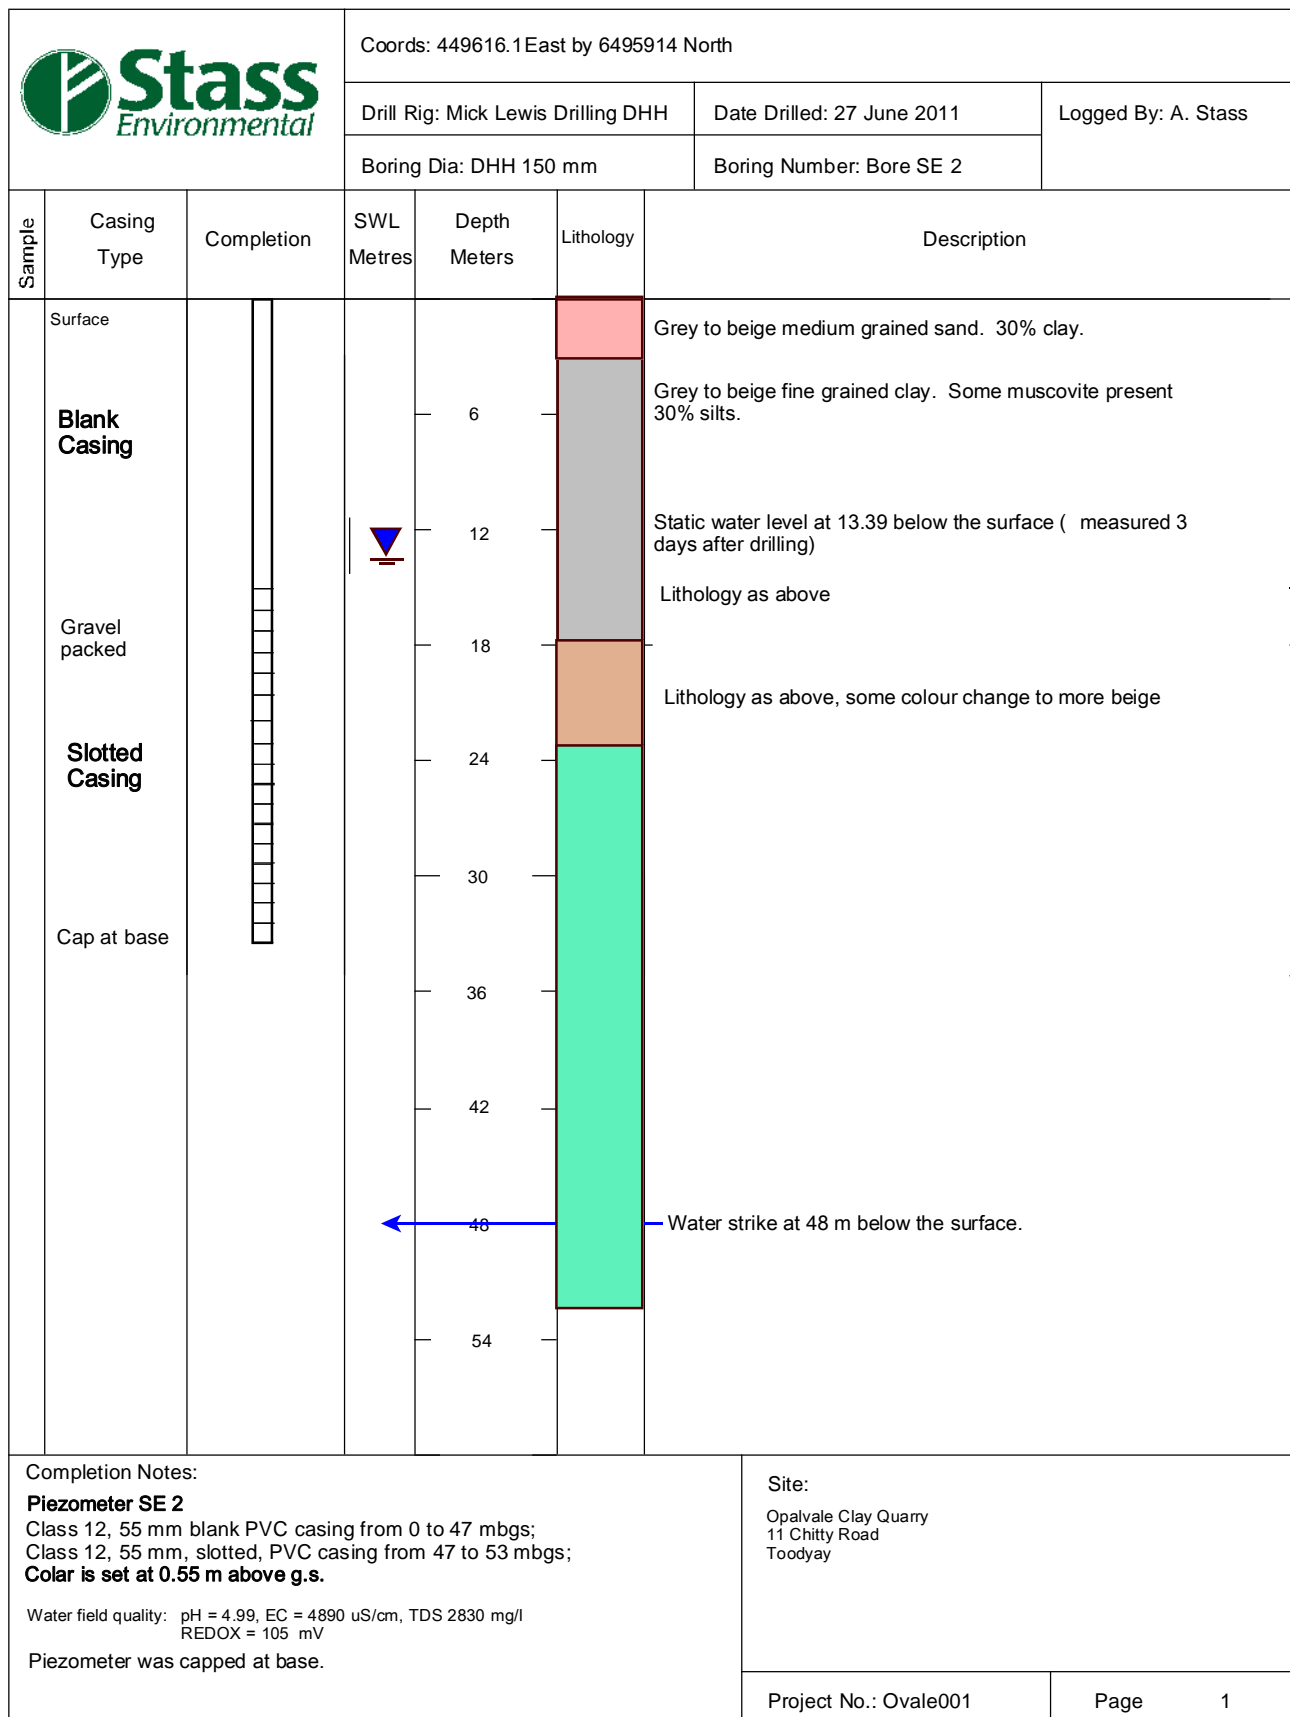 Stass
Environmental
Coords: 449616.1East by 6495914 North
Drill Rig: Mick Lewis Drilling DHH
Date Drilled: 27 June 2011
Logged By: A. Stass
Boring Dia: DHH 150 mm
Boring Number: Bore SE 2
Sample
Casing
Type
Completion
SWL
Metres
Depth
Meters
Lithology
Description
Surface
Grey to beige medium grained sand. 30% clay.
Grey to beige fine grained clay. Some muscovite present
30% silts.
6
Blank
Casing
Static water level at 13.39 below the surface ( measured 3
days after drilling)
12
Lithology as above
Gravel
packed
18
Lithology as above, some colour change to more beige
Slotted
Casing
24
30
Cap at base
36
42
48
Water strike at 48 m below the surface.
54
Completion Notes:
Piezometer SE 2
Class 12, 55 mm blank PVC casing from 0 to 47 mbgs;
Class 12, 55 mm, slotted, PVC casing from 47 to 53 mbgs;
Colar is set at 0.55 m above g.s.
Water field quality: pH = 4.99, EC = 4890 uS/cm, TDS 2830 mg/l
REDOX = 105 mV
Piezometer was capped at base.
Site:
Opalvale Clay Quarry
11 Chitty Road
Toodyay
Project No.: Ovale001
Page 1